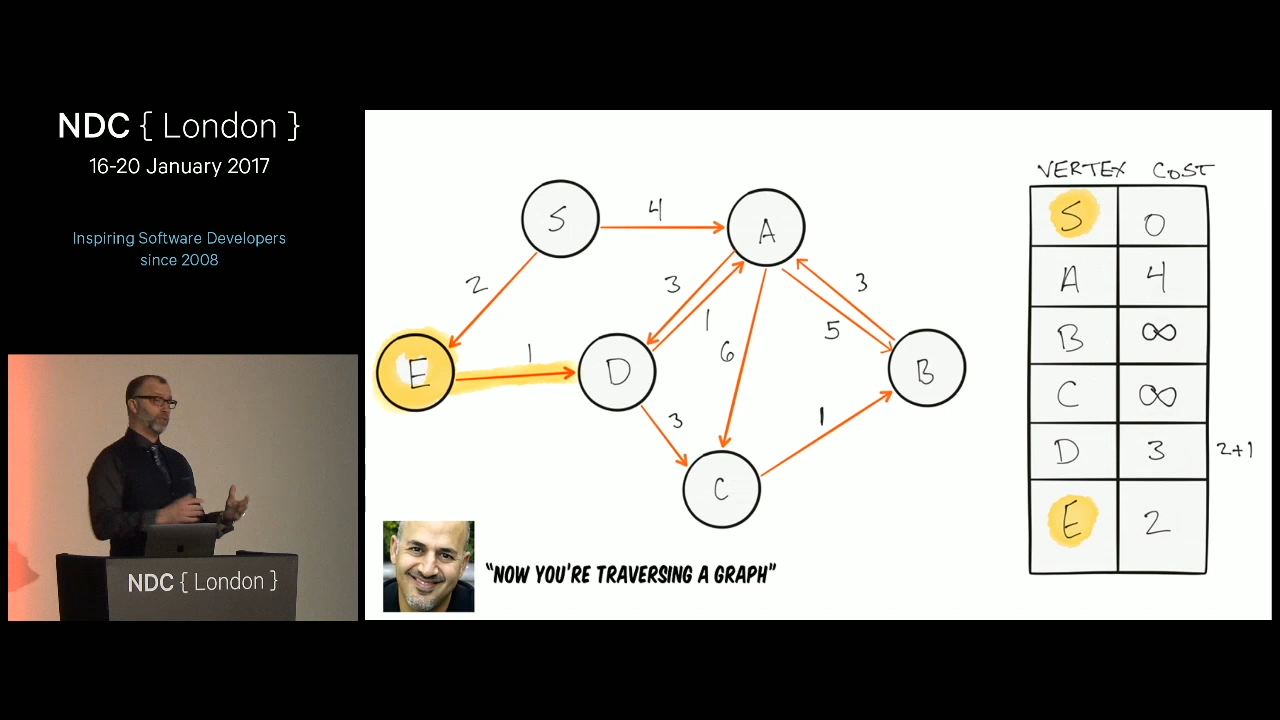 NDC { London }
16-20 January 2017
Inspiring Software Developers
since 2008
NDC { London }
S
4
A
2
3
1
3
5
6
E
1
D
B
3
1
C
"NOW YOU'RE TRAVERSING A GRAPH"
VERTEX COST
S 0
A 4
B ∞
C ∞
D 3 2+1
E 2